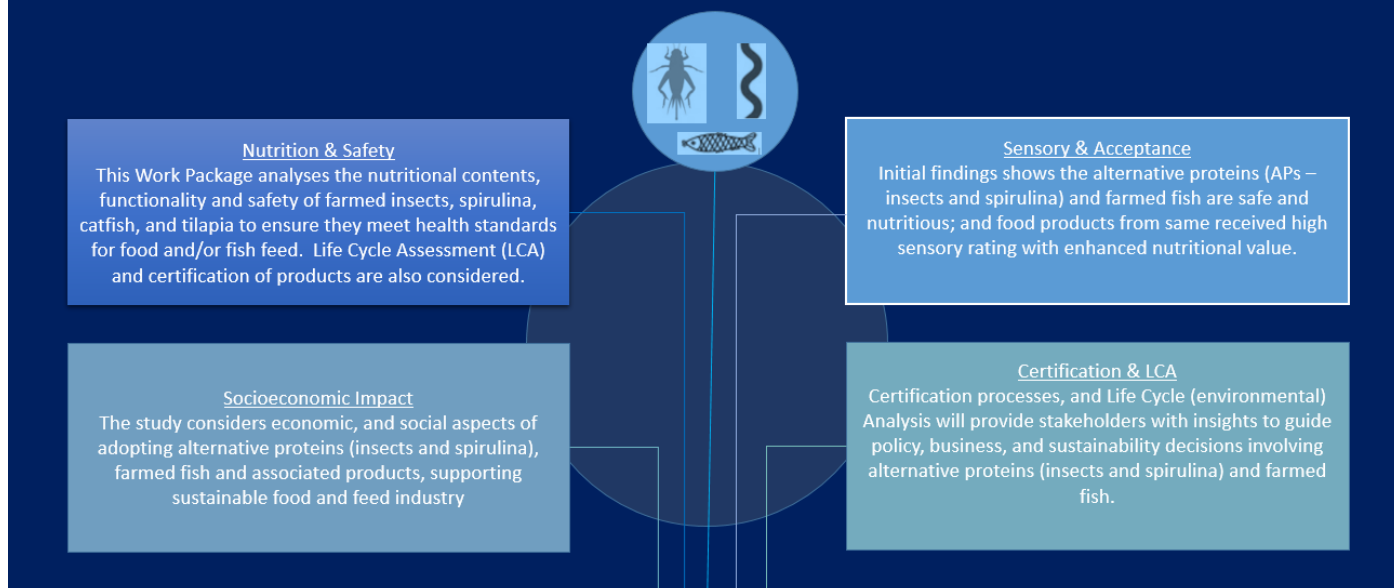 Nutrition & Safety
This Work Package analyses the nutritional contents,
functionality and safety of farmed insects, spirulina,
catfish, and tilapia to ensure they meet health standards
for food and/or fish feed.  Life Cycle Assessment (LCA)
and certification of products are also considered.
Sensory & Acceptance
Initial findings shows the alternative proteins (APs –
insects and spirulina) and farmed fish are safe and
nutritious; and food products from same received high
sensory rating with enhanced nutritional value.
Socioeconomic Impact
The study considers economic, and social aspects of
adopting alternative proteins (insects and spirulina),
farmed fish and associated products, supporting
sustainable food and feed industry
Certification & LCA
Certification processes, and Life Cycle (environmental)
Analysis will provide stakeholders with insights to guide
policy, business, and sustainability decisions involving
alternative proteins (insects and spirulina) and farmed
fish.